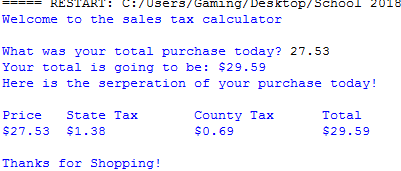 ===== RESTART: C:/Users/Gaming/Desktop/School 2018
Welcome to the sales tax calculator
What was your total purchase today? 27.53
Your total is going to be: $29.59
Here is the serperation of your purchase today!
Price State Tax County Tax Total
$27.53 $1.38 $0.69 $29.59
Thanks for Shopping!